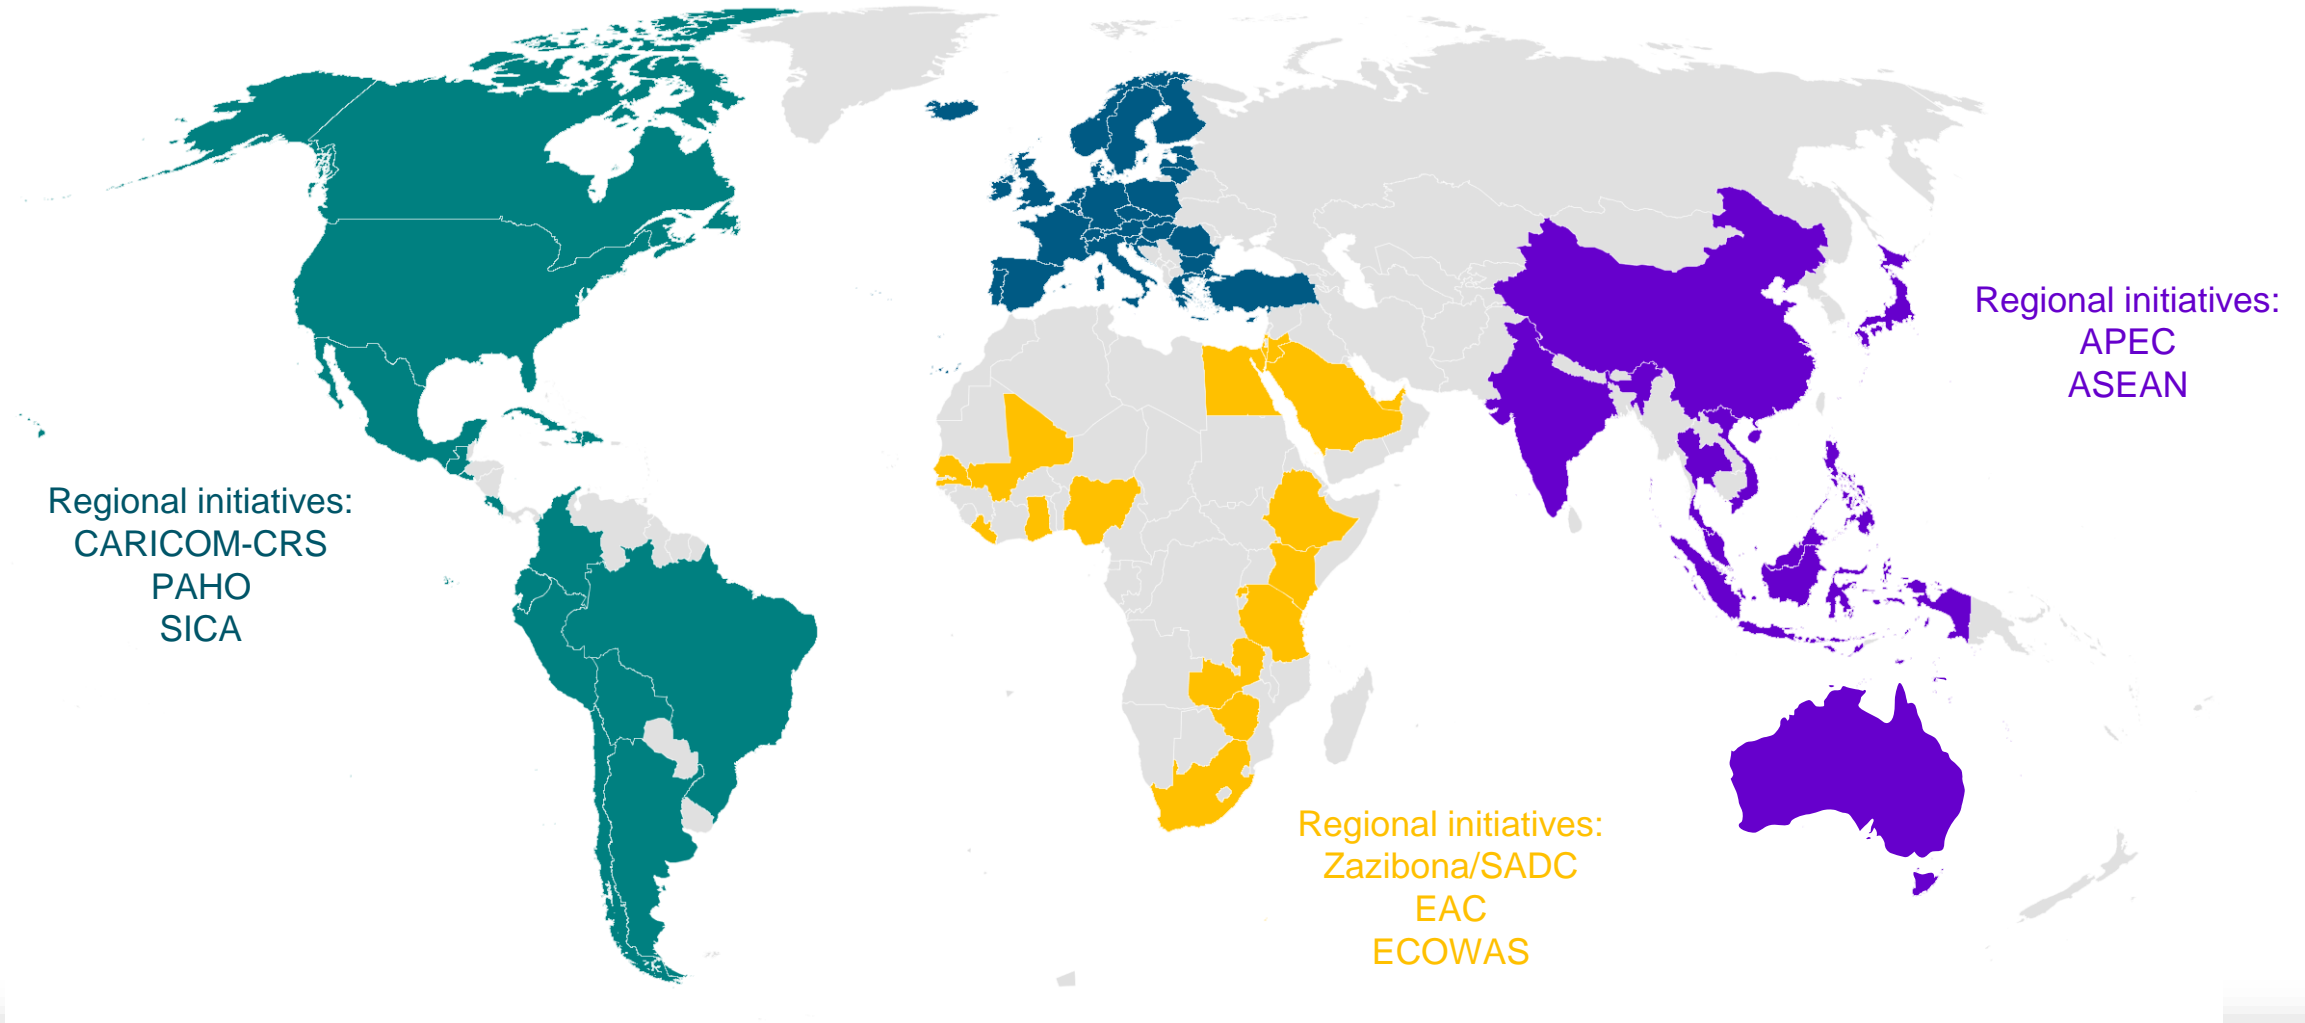 Regional initiatives:
CARICOM-CRS
PAHO
SICA
Regional initiatives:
Zazibona/SADC
EAC
ECOWAS
Regional initiatives:
APEC
ASEAN